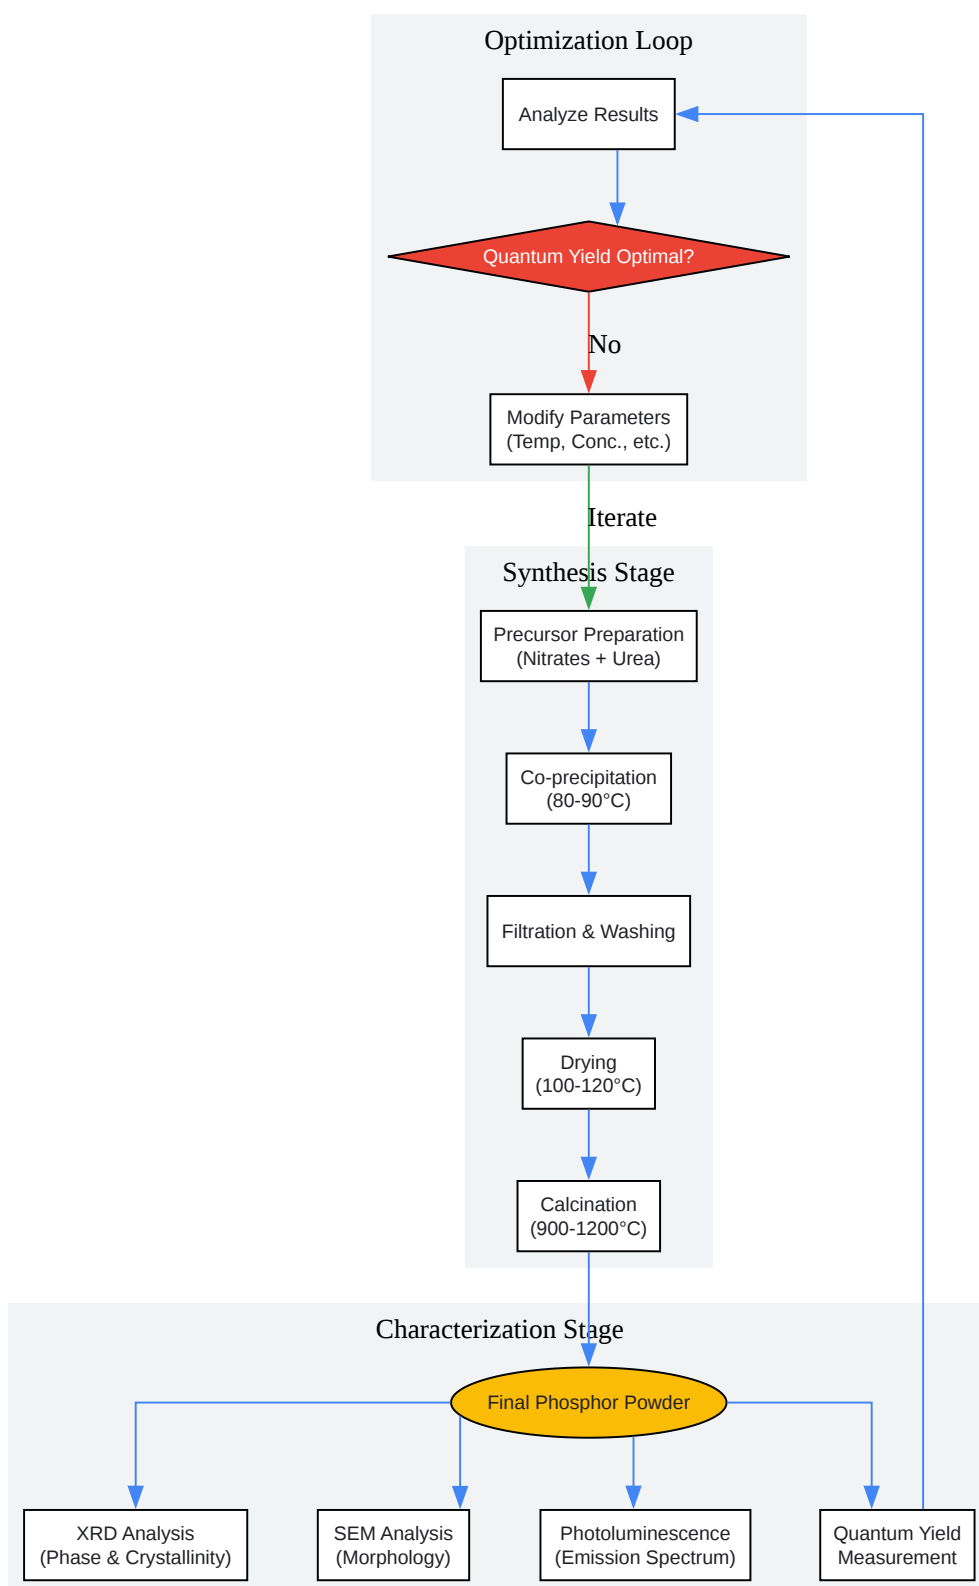 Optimization Loop
Analyze Results
Quantum Yield Optimal?
No
Modify Parameters
(Temp, Conc., etc.)
Iterate
Synthesis Stage
Precursor Preparation
(Nitrates + Urea)
Co-precipitation
(80-90°C)
Filtration & Washing
Drying
(100-120°C)
Calcination
(900-1200°C)
Characterization Stage
Final Phosphor Powder
XRD Analysis
(Phase & Crystallinity)
SEM Analysis
(Morphology)
Photoluminescence
(Emission Spectrum)
Quantum Yield
Measurement